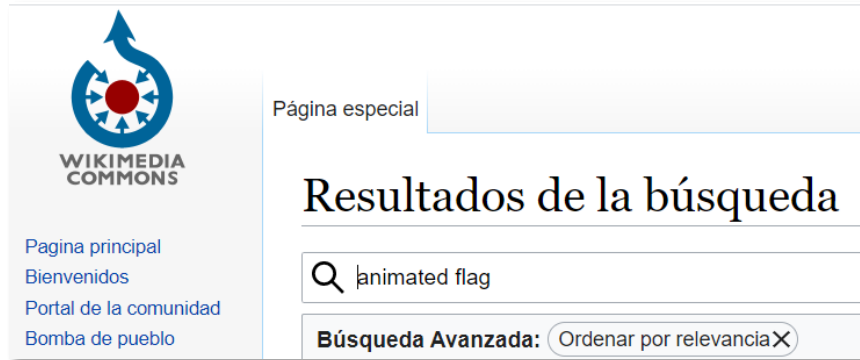 WIKIMEDIA
COMMONS
Página especial
Resultados de la búsqueda
animated flag
Búsqueda Avanzada: Ordenar por relevancia
Pagina principal
Bienvenidos
Portal de la comunidad
Bomba de pueblo